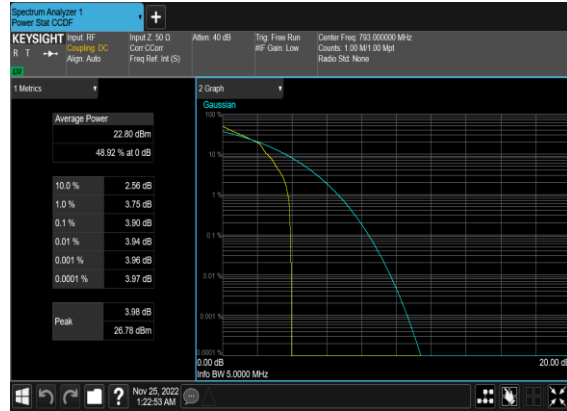 Spectrum Analyzer 1
Power Stat CCDF
+
KEYSIGHT
R T
LXI
Input: RF
Coupling: DC
Align: Auto
Input Z: 50 Ω
Corr CCorr
Freq Ref: Int (S)
Atten: 40 dB
Trig: Free Run
#IF Gain: Low
Center Freq: 793.000000 MHz
Counts: 1.00 M/1.00 Mpt
Radio Std: None
1 Metrics
Average Power
22.80 dBm
48.92 % at 0 dB
10.0 % 2.56 dB
1.0 % 3.75 dB
0.1 % 3.90 dB
0.01 % 3.94 dB
0.001 % 3.96 dB
0.0001 % 3.97 dB
Peak
3.98 dB
26.78 dBm
2 Graph
Gaussian
100 %
10 %
1 %
0.1 %
0.01 %
0.001 %
0.0001 %
0.00 dB
20.00 dB
Info BW 5.0000 MHz
?
Nov 25, 2022
1:22:53 AM